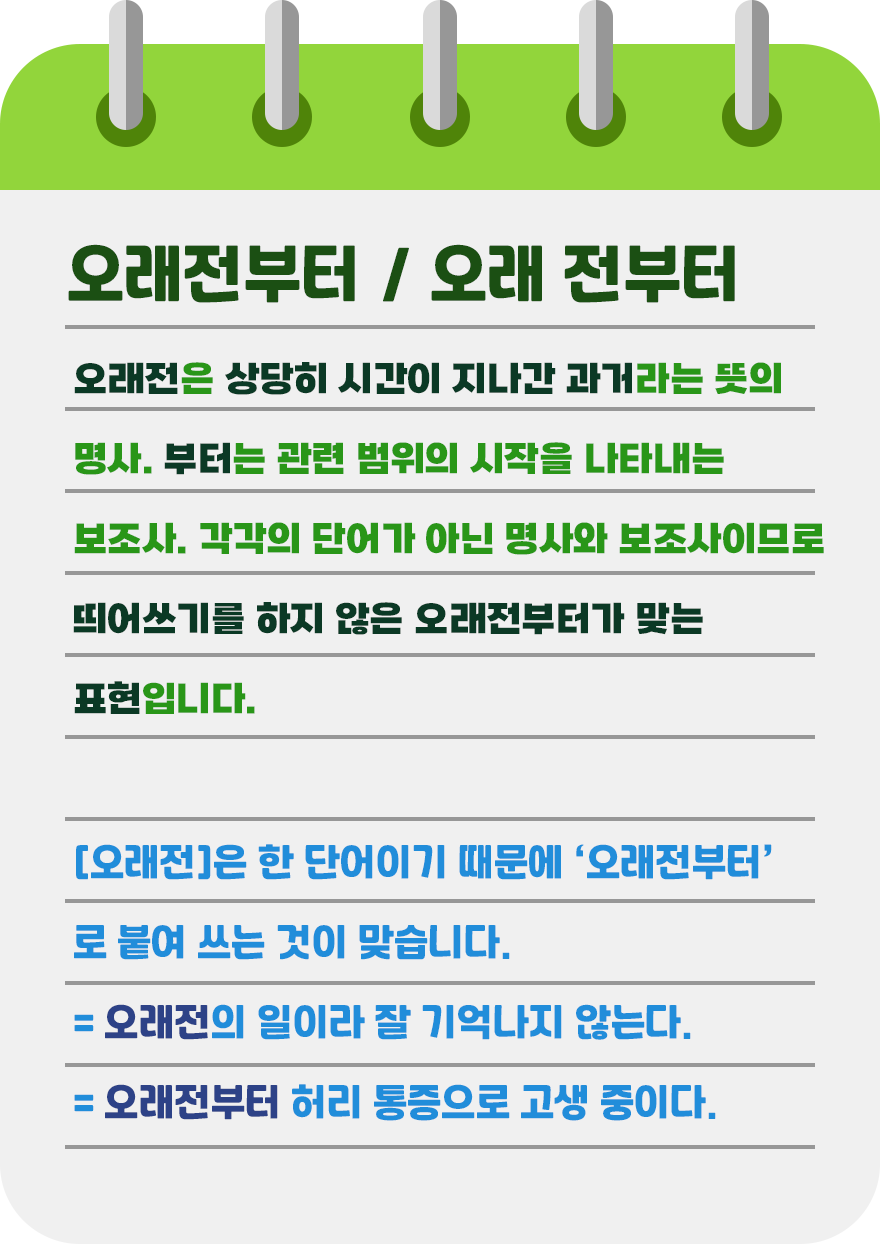 오래전부터 / 오래 전부터
오래전은 상당히 시간이 지나간 과거라는 뜻의
명사. 부터는 관련 범위의 시작을 나타내는
보조사. 각각의 단어가 아닌 명사와 보조사이므로
띄어쓰기를 하지 않은 오래전부터가 맞는
표현입니다.
[오래전]은 한 단어이기 때문에 ‘오래전부터’
로 붙여 쓰는 것이 맞습니다.
= 오래전의 일이라 잘 기억나지 않는다.
= 오래전부터 허리 통증으로 고생 중이다.